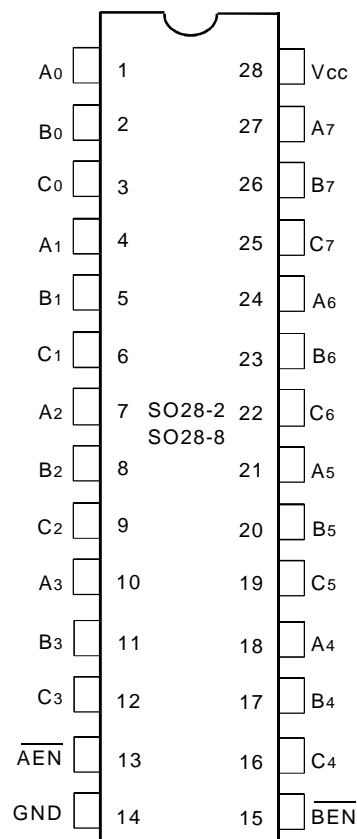 A0 1 28 Vcc
B0 2 27 A7
C0 3 26 B7
A1 4 25 C7
B1 5 24 A6
C1 6 23 B6
A2 7 SO28-2 22 C6
SO28-8
B2 8 21 A5
C2 9 20 B5
A3 10 19 C5
B3 11 18 A4
C3 12 17 B4
A̅E̅N̅ 13 16 C4
GND 14 15 B̅E̅N̅